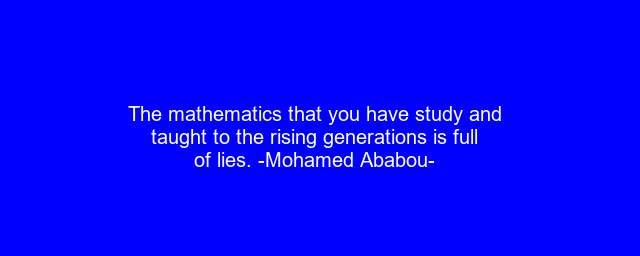 The mathematics that you have study and
taught to the rising generations is full
of lies. -Mohamed Ababou-